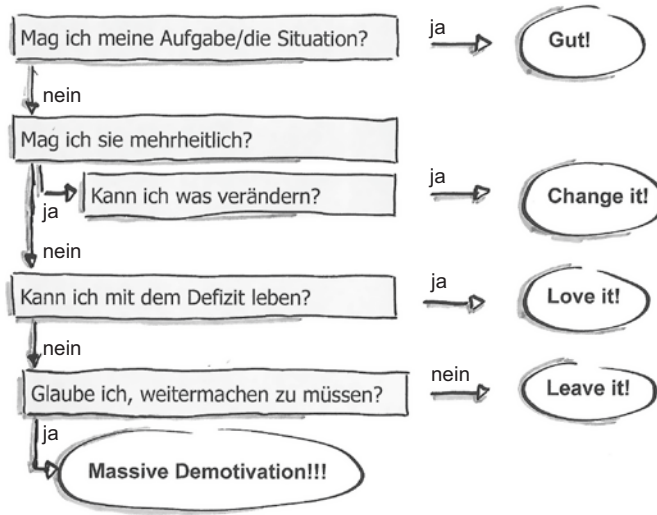 Mag ich meine Aufgabe/die Situation?
ja
Gut!
nein
Mag ich sie mehrheitlich?
ja
Kann ich was verändern?
ja
Change it!
nein
Kann ich mit dem Defizit leben?
ja
Love it!
nein
Glaube ich, weitermachen zu müssen?
nein
Leave it!
ja
Massive Demotivation!!!